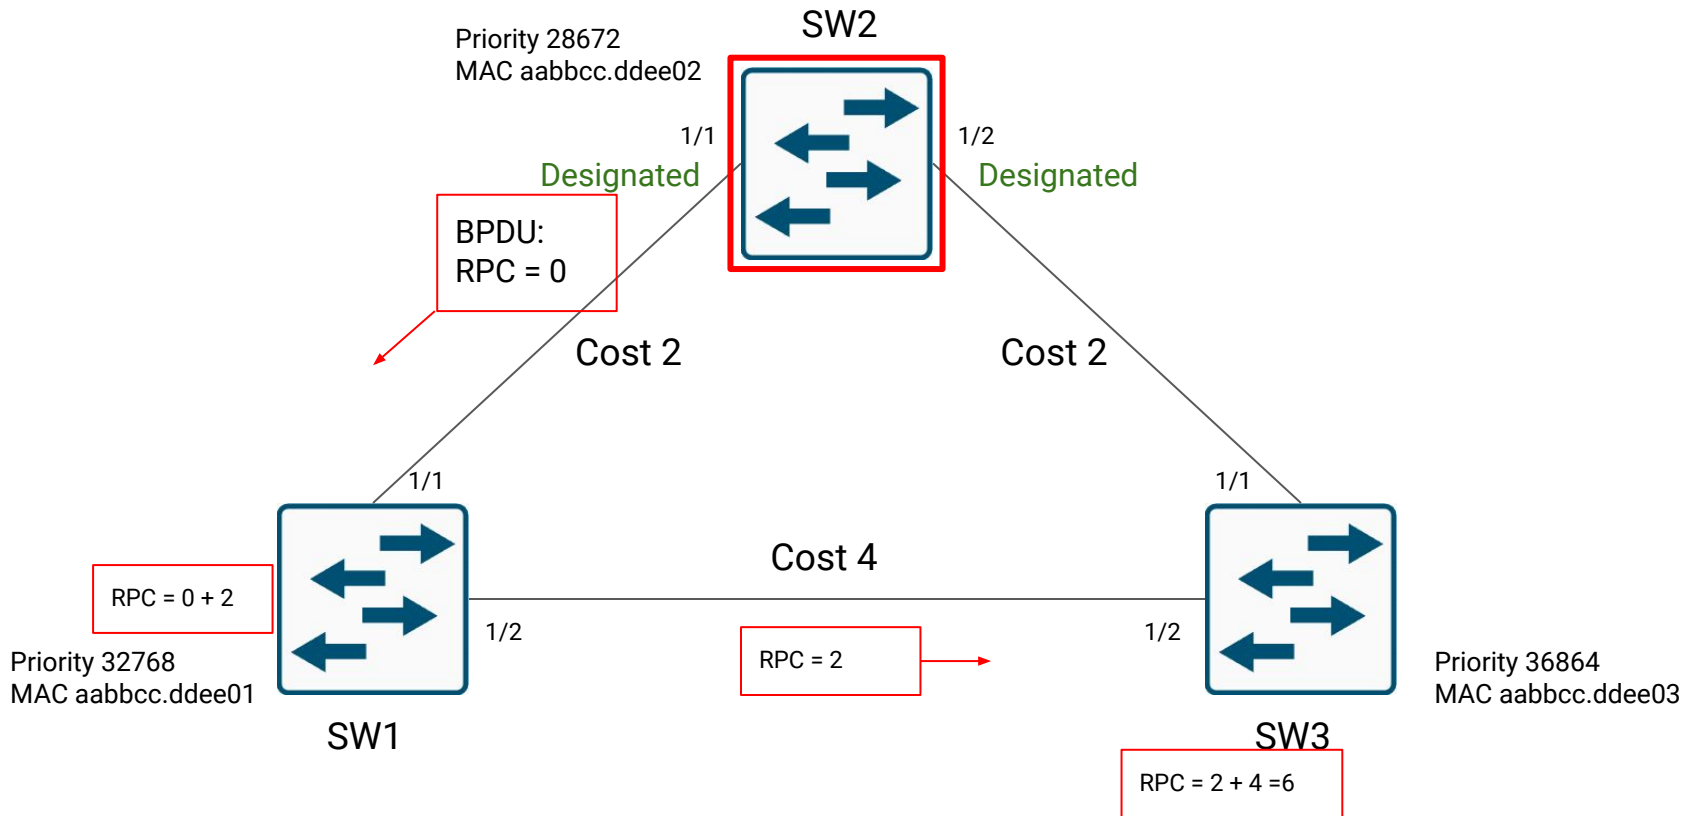 SW2
Priority 28672
MAC aabbcc.ddee02
1/1
1/2
Designated
Designated
BPDU:
RPC = 0
Cost 2
Cost 2
1/1
1/1
Cost 4
RPC = 0 + 2
1/2
1/2
RPC = 2
Priority 32768
MAC aabbcc.ddee01
Priority 36864
MAC aabbcc.ddee03
SW1
SW3
RPC = 2 + 4 =6